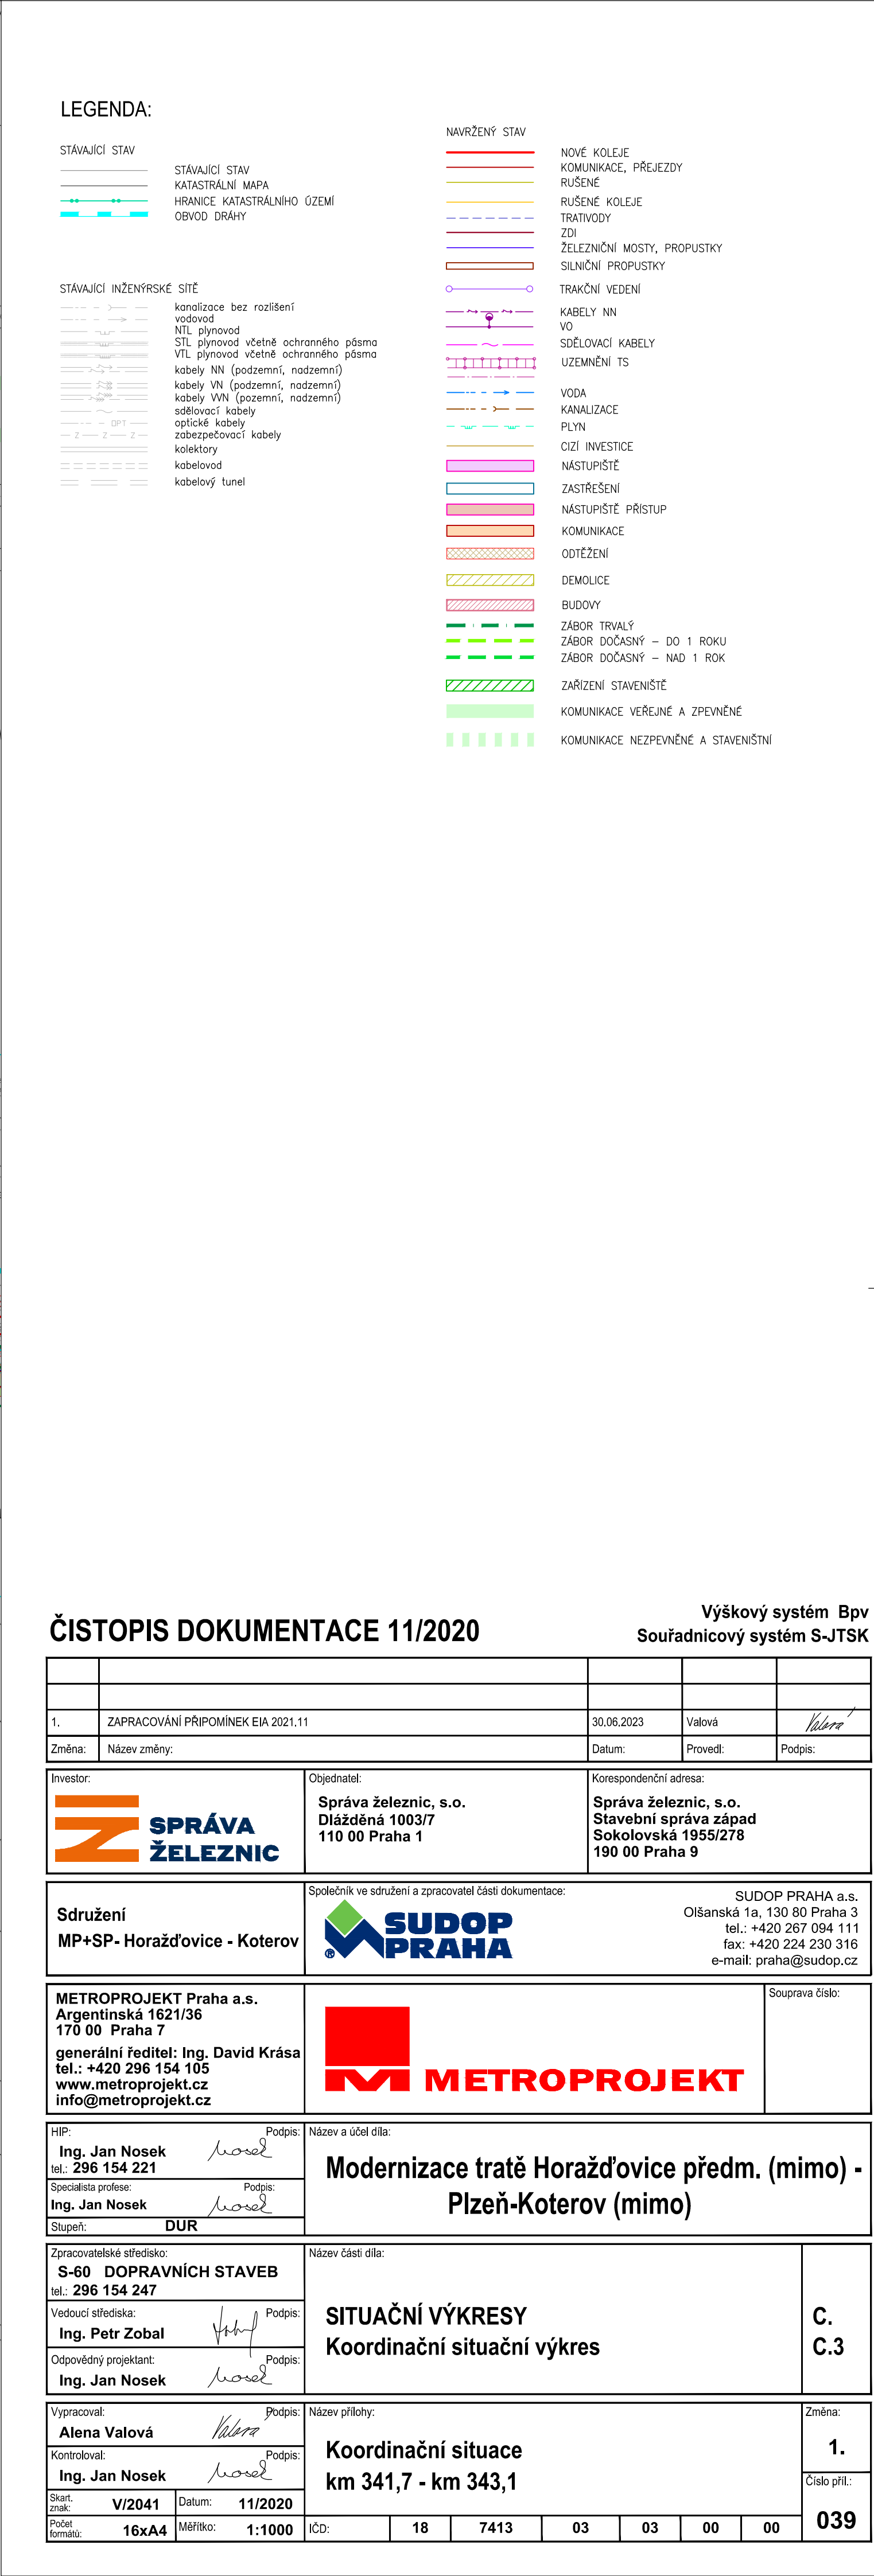 LEGENDA:
STÁVAJÍCÍ STAV
STÁVAJÍCÍ STAV
KATASTRÁLNÍ MAPA
HRANICE KATASTRÁLNÍHO ÚZEMÍ
OBVOD DRÁHY
STÁVAJÍCÍ INŽENÝRSKÉ SÍTĚ
kanalizace bez rozlišení
vodovod
NTL plynovod
STL plynovod včetně ochranného pásma
VTL plynovod včetně ochranného pásma
kabely NN (podzemní, nadzemní)
kabely VN (podzemní, nadzemní)
kabely VVN (pozemní, nadzemní)
sdělovací kabely
OPT
optické kabely
Z Z Z
zabezpečovací kabely
kolektory
kabelovod
kabelový tunel
NAVRŽENÝ STAV
NOVÉ KOLEJE
KOMUNIKACE, PŘEJEZDY
RUŠENÉ
RUŠENÉ KOLEJE
TRATIVODY
ZDI
ŽELEZNIČNÍ MOSTY, PROPUSTKY
SILNIČNÍ PROPUSTKY
TRAKČNÍ VEDENÍ
KABELY NN
VO
SDĚLOVACÍ KABELY
UZEMNĚNÍ TS
VODA
KANALIZACE
PLYN
CIZÍ INVESTICE
NÁSTUPIŠTĚ
ZASTŘEŠENÍ
NÁSTUPIŠTĚ PŘÍSTUP
KOMUNIKACE
ODTĚŽENÍ
DEMOLICE
BUDOVY
ZÁBOR TRVALÝ
ZÁBOR DOČASNÝ – DO 1 ROKU
ZÁBOR DOČASNÝ – NAD 1 ROK
ZAŘÍZENÍ STAVENIŠTĚ
KOMUNIKACE VEŘEJNÉ A ZPEVNĚNÉ
KOMUNIKACE NEZPEVNĚNÉ A STAVENIŠTNÍ
ČISTOPIS DOKUMENTACE 11/2020
Výškový systém Bpv
Souřadnicový systém S-JTSK
1. ZAPRACOVÁNÍ PŘIPOMÍNEK EIA 2021.11 30.06.2023 Valová Valová
Změna: Název změny: Datum: Provedl: Podpis:
Investor:
SPRÁVA
ŽELEZNIC
Objednatel:
Správa železnic, s.o.
Dlážděná 1003/7
110 00 Praha 1
Korespondenční adresa:
Správa železnic, s.o.
Stavební správa západ
Sokolovská 1955/278
190 00 Praha 9
Sdružení
MP+SP- Horažďovice - Koterov
Společník ve sdružení a zpracovatel části dokumentace:
SUDOP
PRAHA
®
SUDOP PRAHA a.s.
Olšanská 1a, 130 80 Praha 3
tel.: +420 267 094 111
fax: +420 224 230 316
e-mail: praha@sudop.cz
METROPROJEKT Praha a.s.
Argentinská 1621/36
170 00 Praha 7
generální ředitel: Ing. David Krása
tel.: +420 296 154 105
www.metroprojekt.cz
info@metroprojekt.cz
METROPROJEKT
Souprava číslo:
HIP: Podpis:
Ing. Jan Nosek Nosek
tel.: 296 154 221
Specialista profese: Podpis:
Ing. Jan Nosek Nosek
Stupeň: DUR
Název a účel díla:
Modernizace tratě Horažďovice předm. (mimo) -
Plzeň-Koterov (mimo)
Zpracovatelské středisko:
S-60 DOPRAVNÍCH STAVEB
tel.: 296 154 247
Vedoucí střediska: Podpis:
Ing. Petr Zobal
Odpovědný projektant: Podpis:
Ing. Jan Nosek Nosek
Název části díla:
SITUAČNÍ VÝKRESY
Koordinační situační výkres
C.
C.3
Vypracoval: Podpis:
Alena Valová Valová
Kontroloval: Podpis:
Ing. Jan Nosek Nosek
Skart. znak: V/2041 Datum: 11/2020
Počet formátů: 16xA4 Měřítko: 1:1000
Název přílohy:
Koordinační situace
km 341,7 - km 343,1
Změna:
1.
Číslo příl.:
039
IČD: 18 7413 03 03 00 00